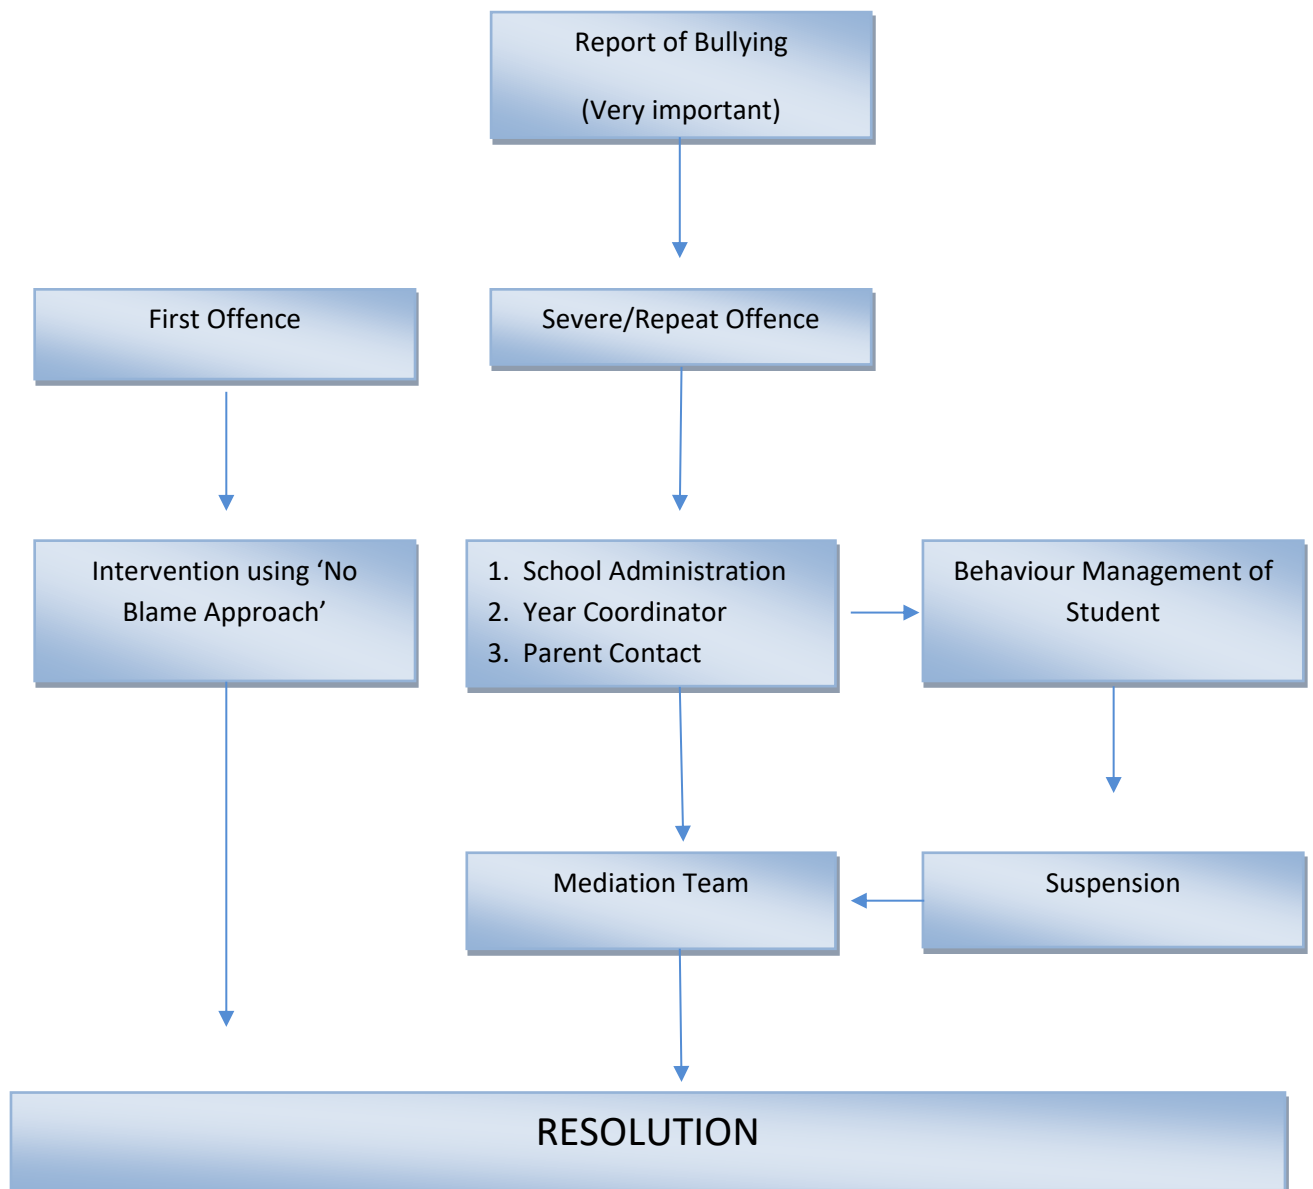 Report of Bullying
(Very important)
First Offence
Severe/Repeat Offence
Intervention using ‘No
Blame Approach’
1. School Administration
2. Year Coordinator
3. Parent Contact
Behaviour Management of
Student
Mediation Team
Suspension
RESOLUTION